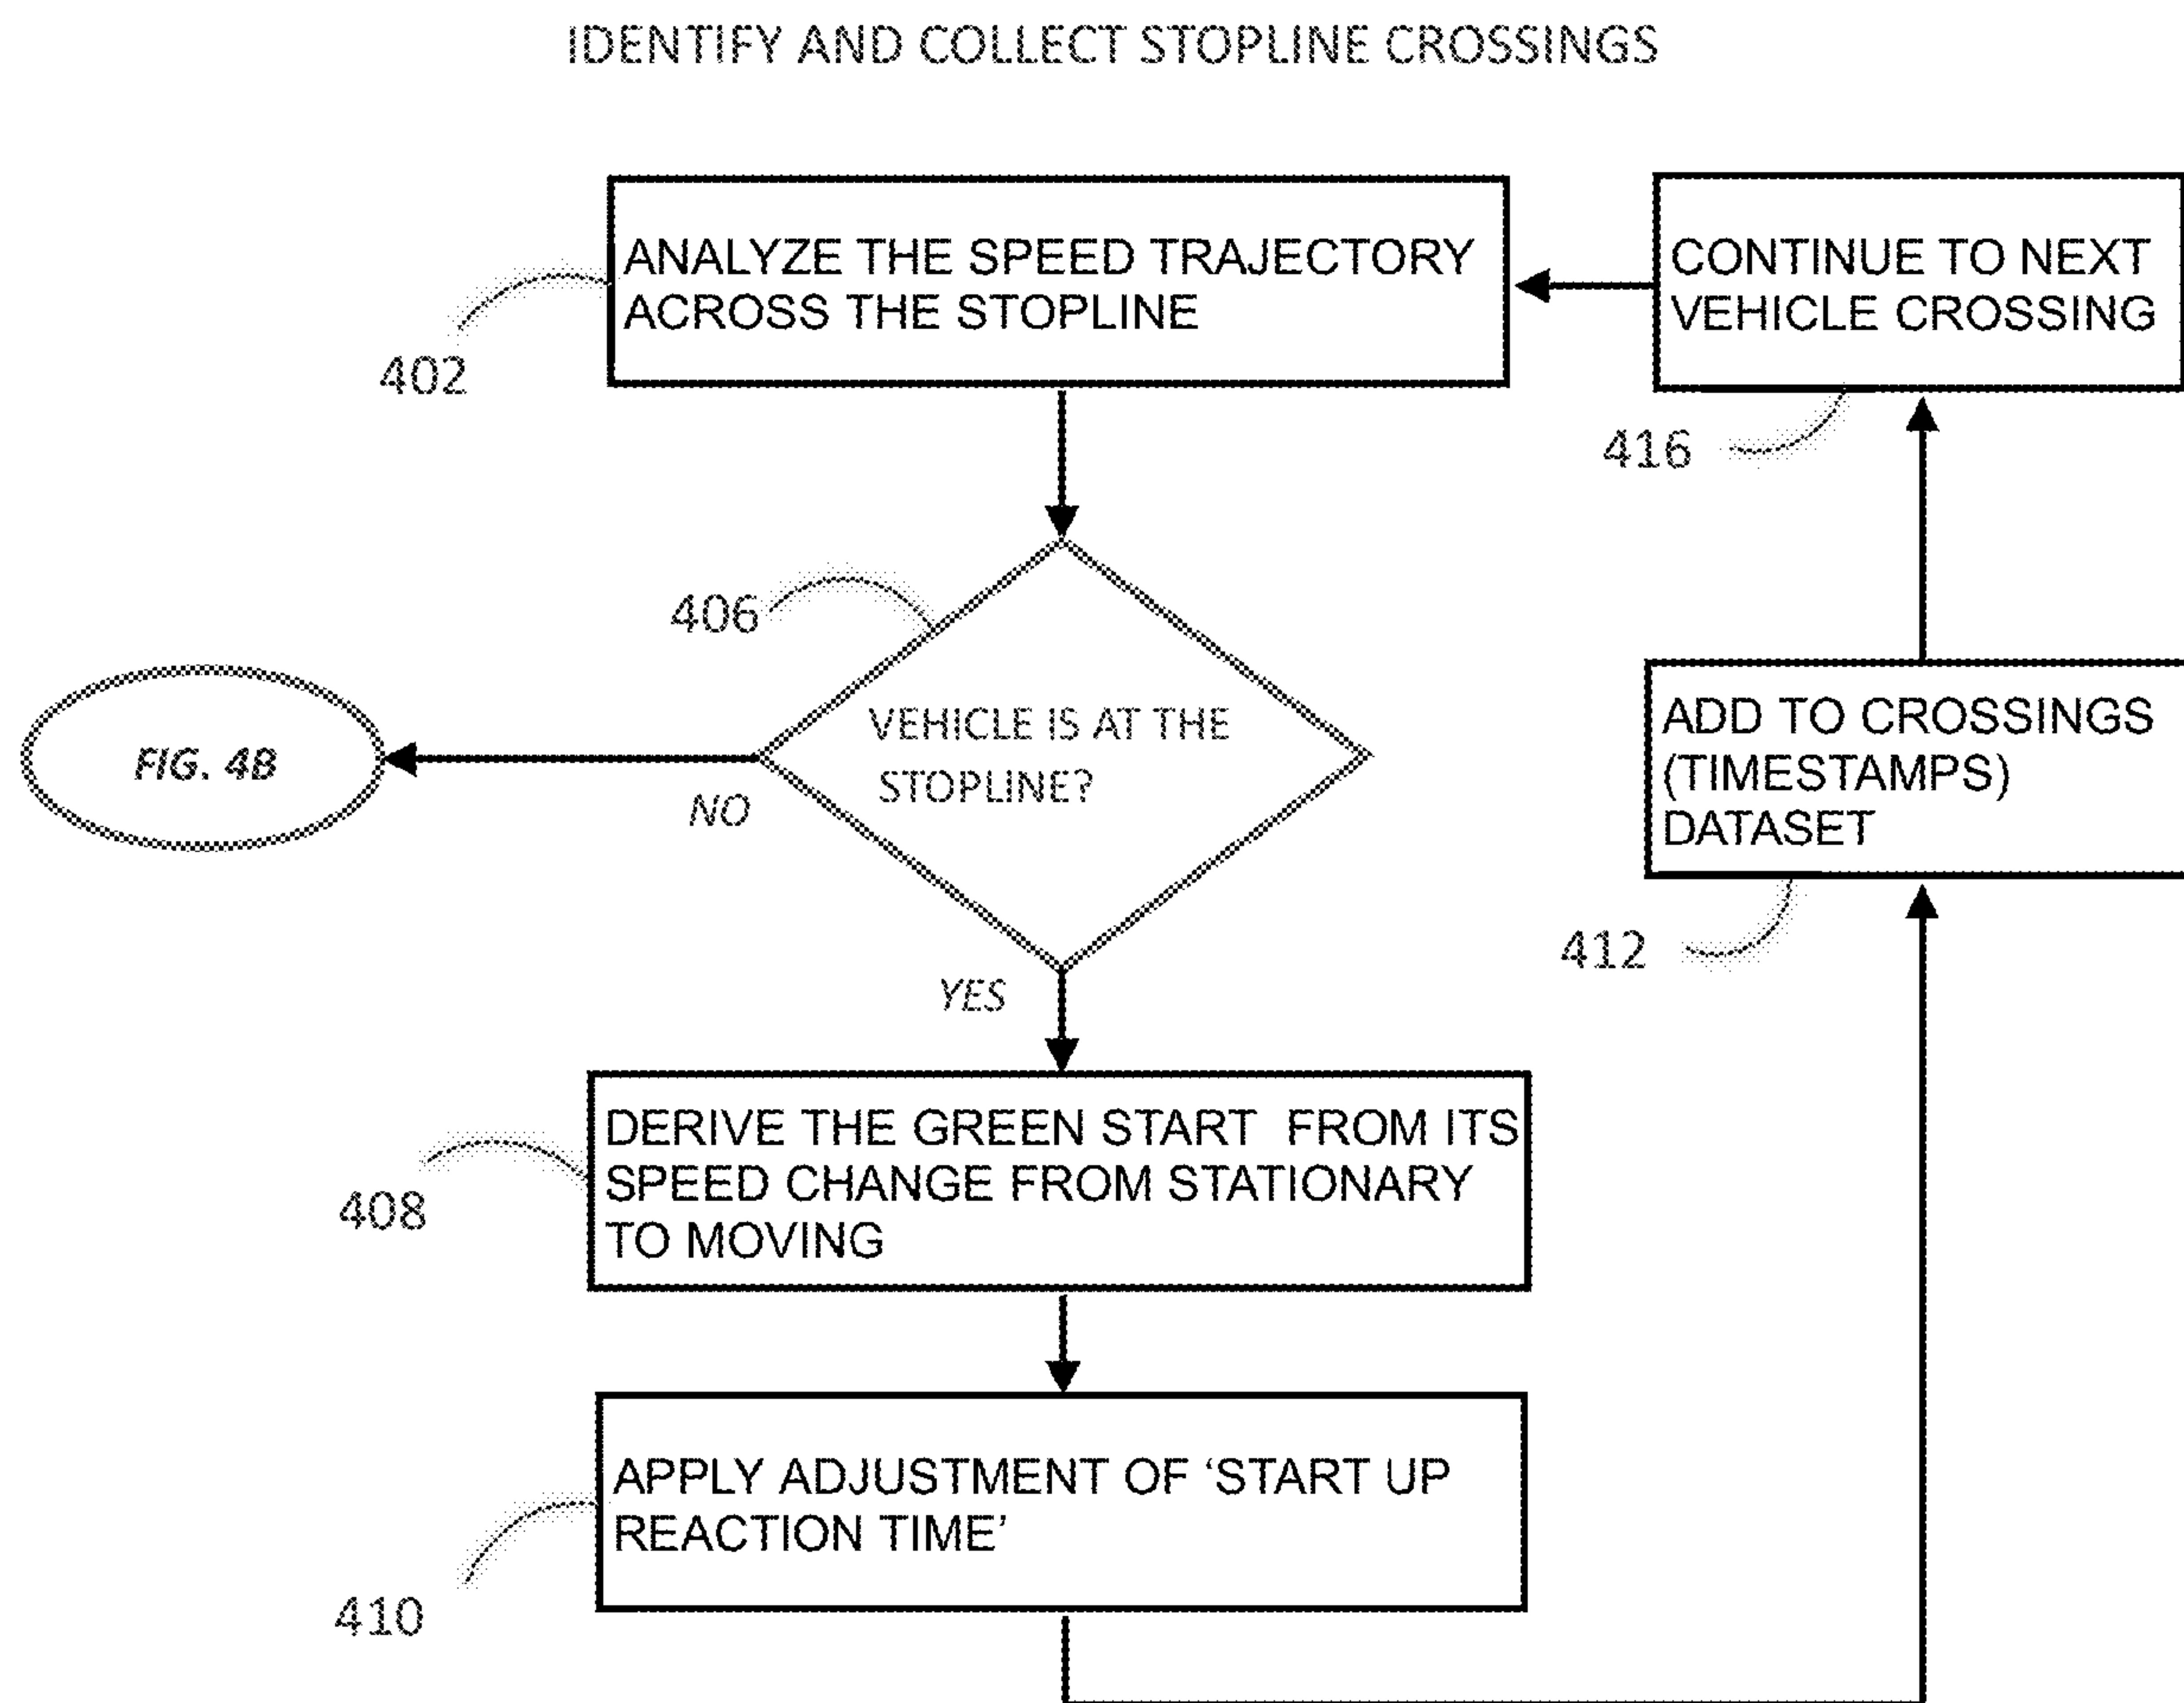 IDENTIFY AND COLLECT STOPLINE CROSSINGS
ANALYZE THE SPEED TRAJECTORY
ACROSS THE STOPLINE
402
CONTINUE TO NEXT
VEHICLE CROSSING
416
406
VEHICLE IS AT THE
STOPLINE?
FIG. 4B
NO
YES
ADD TO CROSSINGS
(TIMESTAMPS)
DATASET
412
DERIVE THE GREEN START FROM ITS
SPEED CHANGE FROM STATIONARY
TO MOVING
408
APPLY ADJUSTMENT OF ‘START UP
REACTION TIME’
410